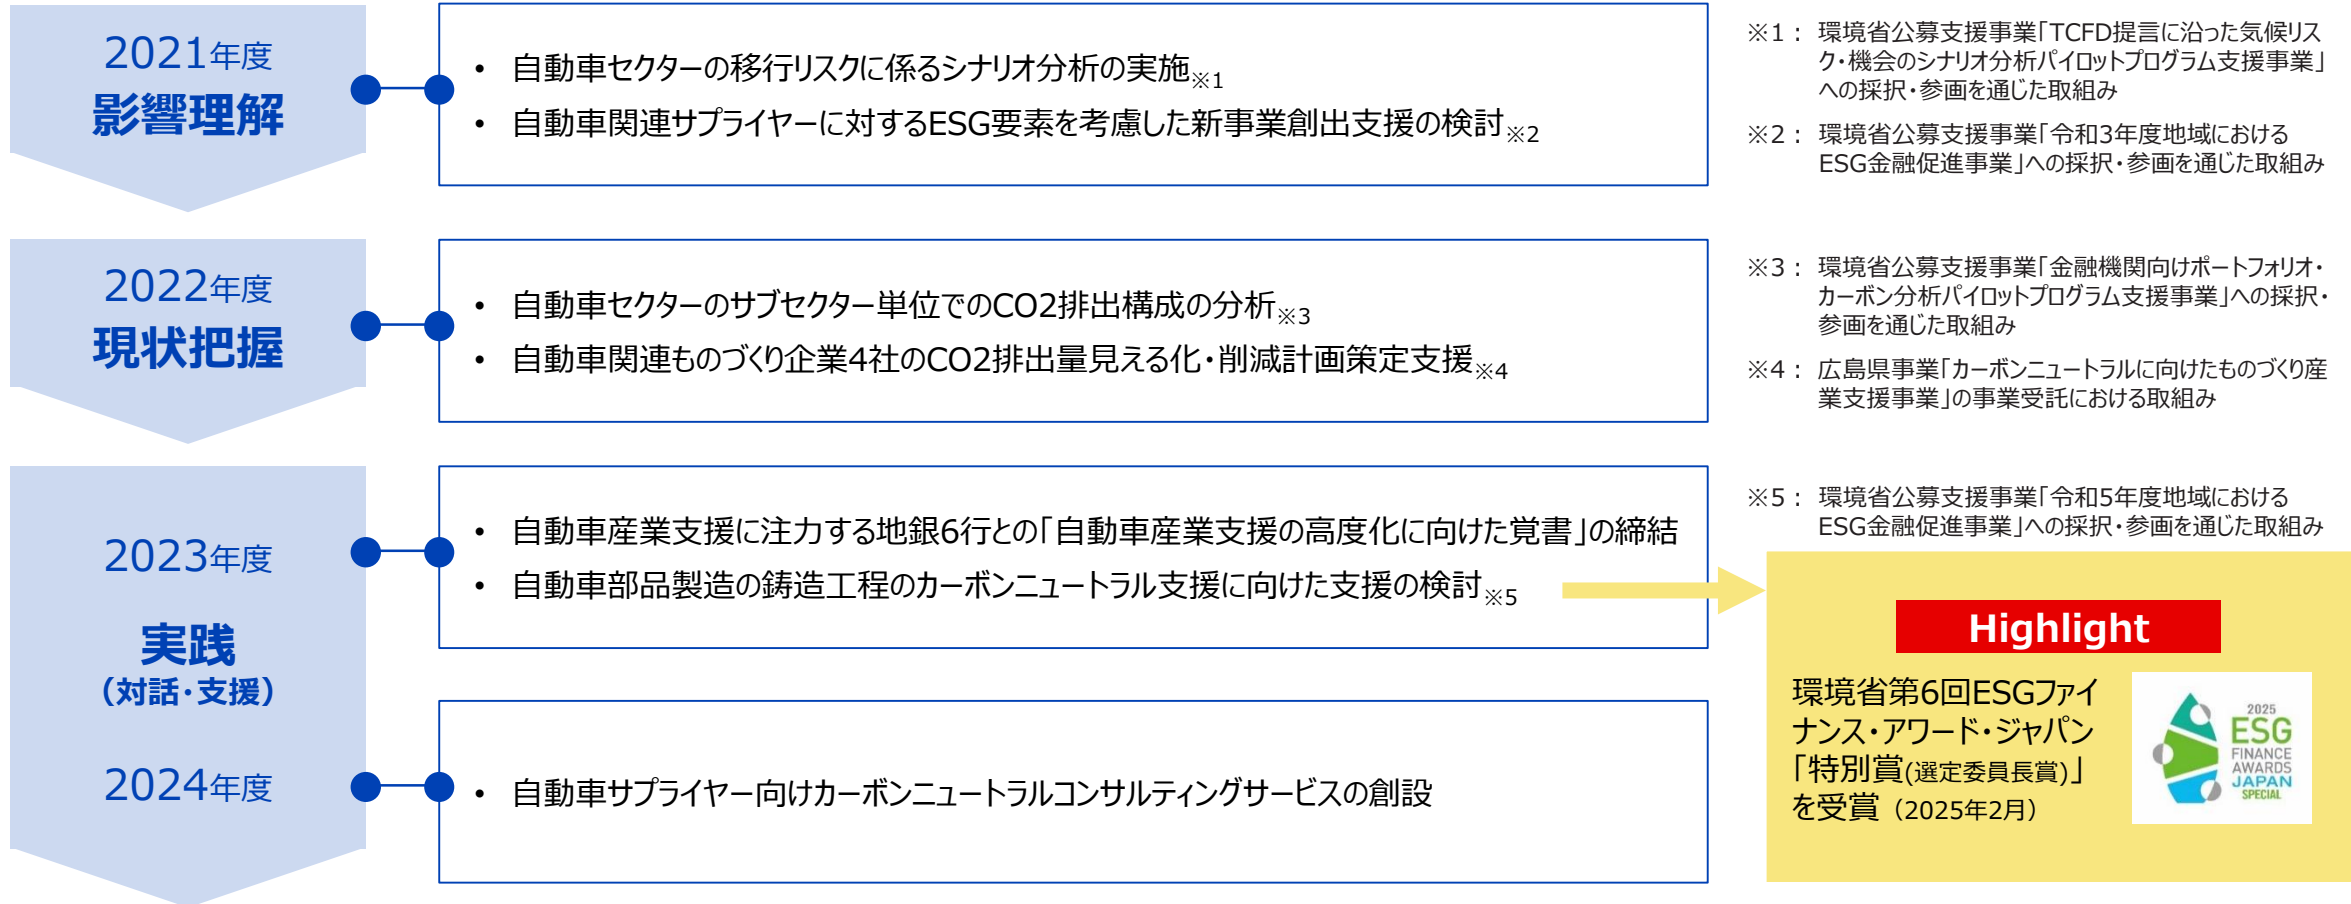 2021年度
影響理解
• 自動車セクターの移行リスクに係るシナリオ分析の実施※1
• 自動車関連サプライヤーに対するESG要素を考慮した新事業創出支援の検討※2
※1： 環境省公募支援事業「TCFD提言に沿った気候リス
ク・機会のシナリオ分析パイロットプログラム支援事業」
への採択・参画を通じた取組み
※2： 環境省公募支援事業「令和3年度地域における
ESG金融促進事業」への採択・参画を通じた取組み
2022年度
現状把握
• 自動車セクターのサブセクター単位でのCO2排出構成の分析※3
• 自動車関連ものづくり企業4社のCO2排出量見える化・削減計画策定支援※4
※3： 環境省公募支援事業「金融機関向けポートフォリオ・
カーボン分析パイロットプログラム支援事業」への採択・
参画を通じた取組み
※4： 広島県事業「カーボンニュートラルに向けたものづくり産
業支援事業」の事業受託における取組み
2023年度
実践
（対話・支援）
2024年度
• 自動車産業支援に注力する地銀6行との「自動車産業支援の高度化に向けた覚書」の締結
• 自動車部品製造の鋳造工程のカーボンニュートラル支援に向けた支援の検討※5
• 自動車サプライヤー向けカーボンニュートラルコンサルティングサービスの創設
※5： 環境省公募支援事業「令和5年度地域における
ESG金融促進事業」への採択・参画を通じた取組み
Highlight
環境省第6回ESGファイ
ナンス・アワード・ジャパン
「特別賞(選定委員長賞)」
を受賞（2025年2月）
2025
ESG
FINANCE
AWARDS
JAPAN
SPECIAL